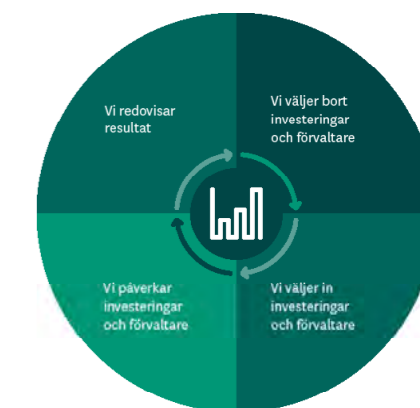 Vi redovisar
resultat
Vi väljer bort
investeringar
och förvaltare
Vi påverkar
investeringar
och förvaltare
Vi väljer in
investeringar
och förvaltare